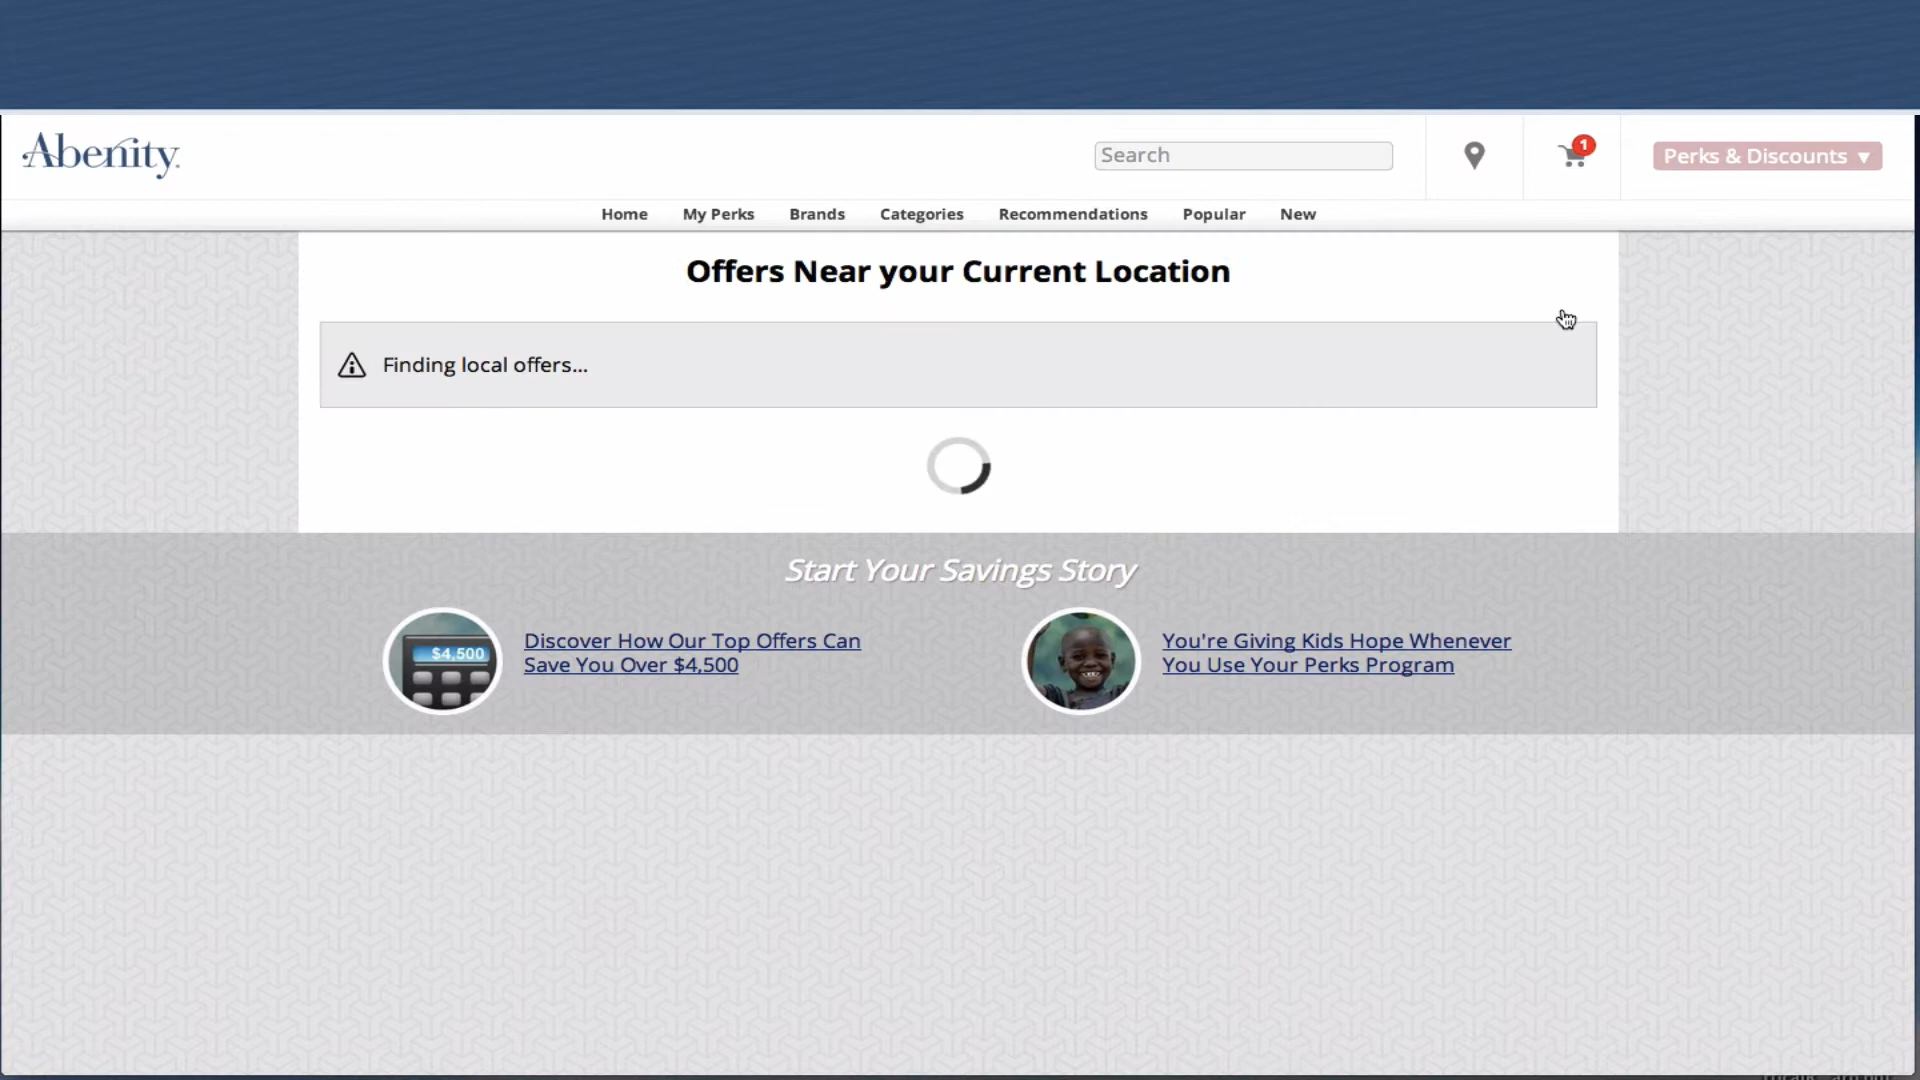 Abenity.
Search
1
Perks & Discounts ▼
Home My Perks Brands Categories Recommendations Popular New
Offers Near your Current Location
Finding local offers...
Start Your Savings Story
$4,500
Discover How Our Top Offers Can
Save You Over $4,500
You're Giving Kids Hope Whenever
You Use Your Perks Program